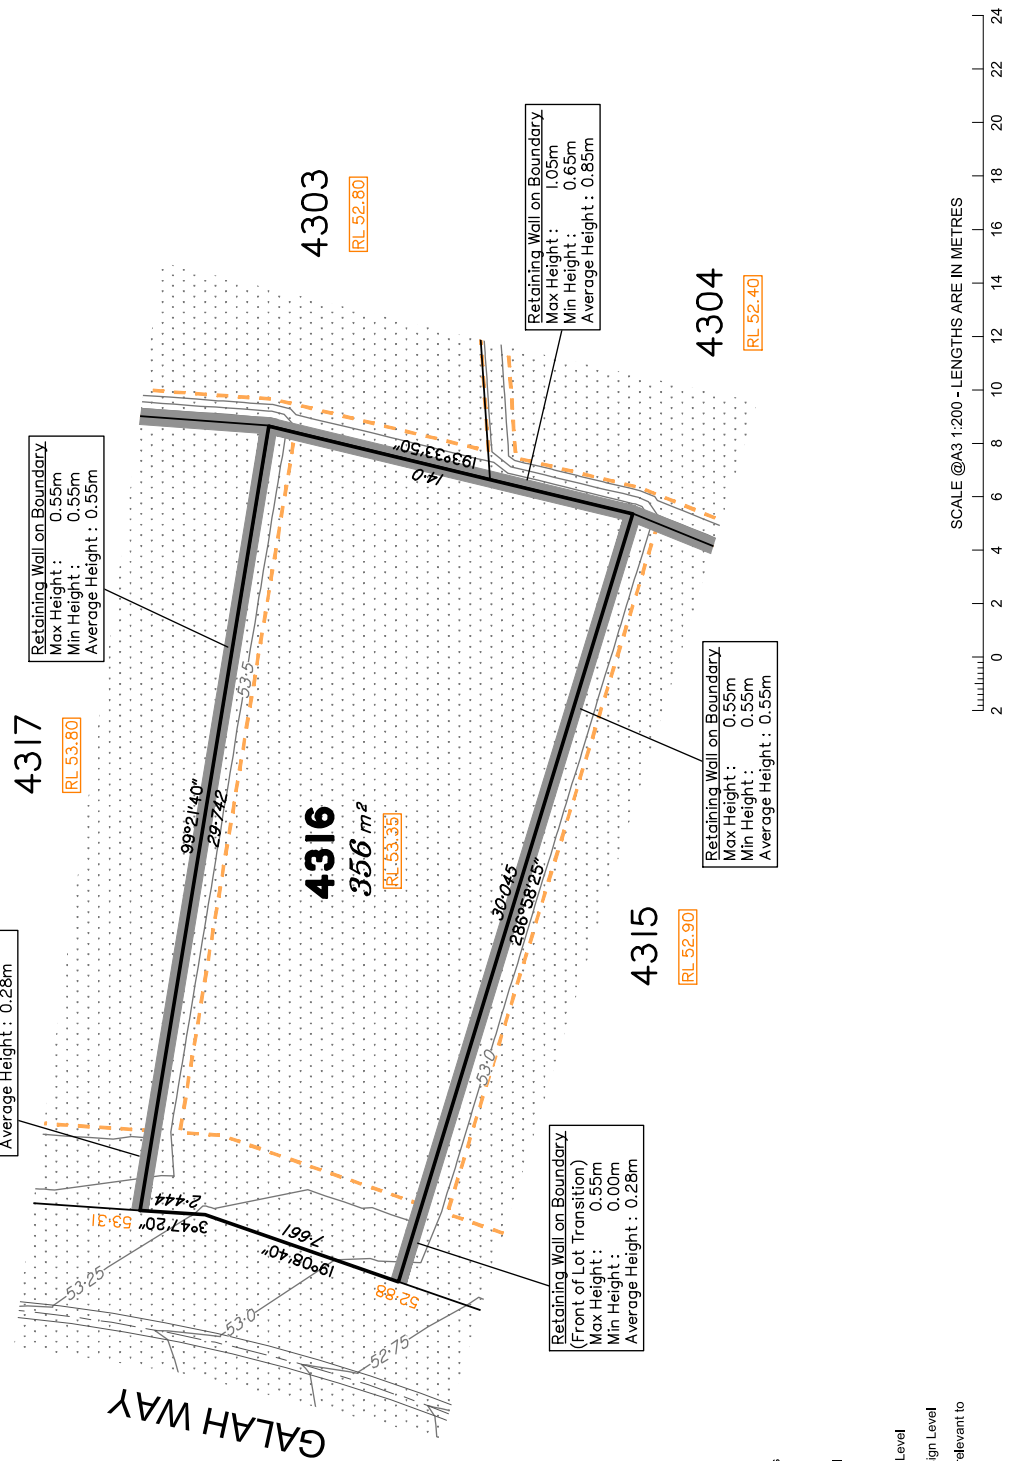 4317
RL 53.80
Retaining Wall on Boundary
Max Height : 0.55m
Min Height : 0.55m
Average Height : 0.55m
4303
RL 52.80
Average Height : 0.28m
99°21'40"
29·742
53·5
193°33'50"
14·0
Retaining Wall on Boundary
Max Height : 1.05m
Min Height : 0.65m
Average Height : 0.85m
4304
RL 52.40
4316
356 m²
RL 53.35
53·31
3°47'20"
2·444
19°08'40"
7·661
52·88
53·25
53·0
52·75
GALAH WAY
30·045
286°58'25"
53·0
4315
RL 52.90
Retaining Wall on Boundary
Max Height : 0.55m
Min Height : 0.55m
Average Height : 0.55m
Retaining Wall on Boundary
(Front of Lot Transition)
Max Height : 0.55m
Min Height : 0.00m
Average Height : 0.28m
Level
ign Level
relevant to
SCALE @A3 1:200 - LENGTHS ARE IN METRES
2 0 2 4 6 8 10 12 14 16 18 20 22 24